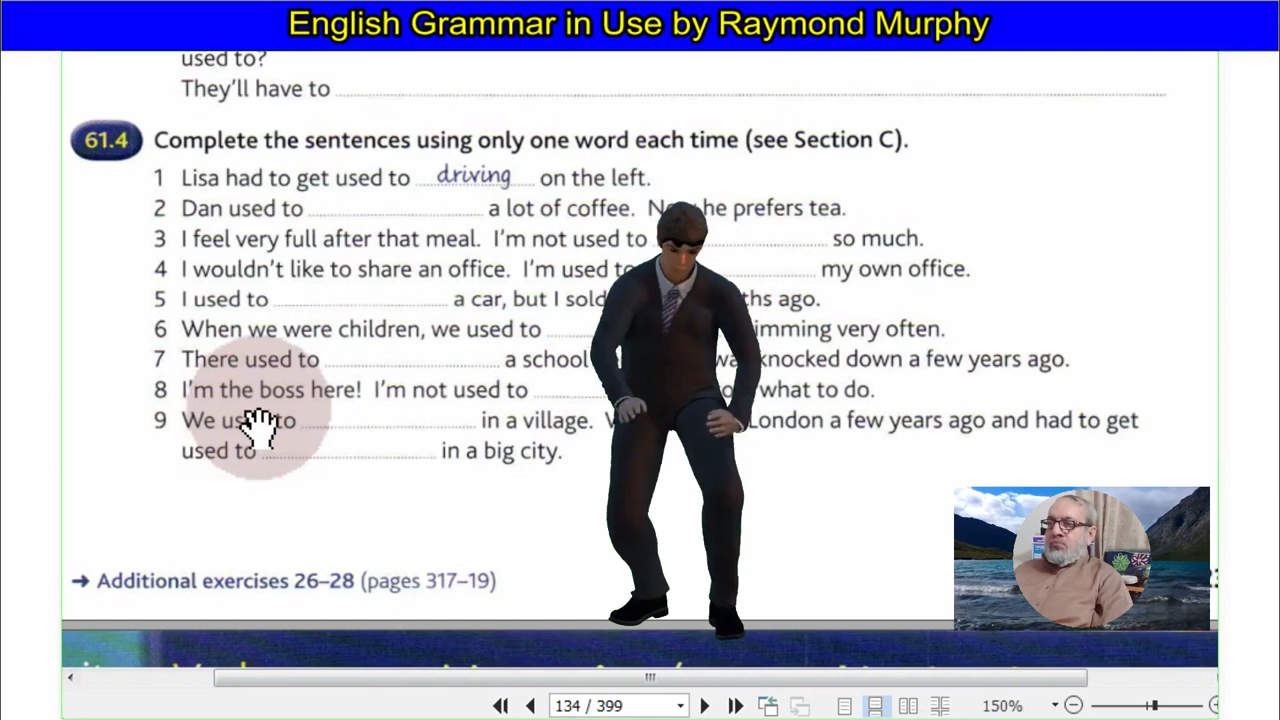 English Grammar in Use by Raymond Murphy
used to?
They'll have to
61.4 Complete the sentences using only one word each time (see Section C).
1 Lisa had to get used to driving on the left.
2 Dan used to a lot of coffee. he prefers tea.
3 I feel very full after that meal. I'm not used to so much.
4 I wouldn't like to share an office. I'm used my own office.
5 I used to a car, but I sold ago.
6 When we were children, we used to very often.
7 There used to a school knocked down a few years ago.
8 I'm the boss here! I'm not used to what to do.
9 We to in a village. London a few years ago and had to get
used to in a big city.
→ Additional exercises 26–28 (pages 317–19)
134 / 399
150%